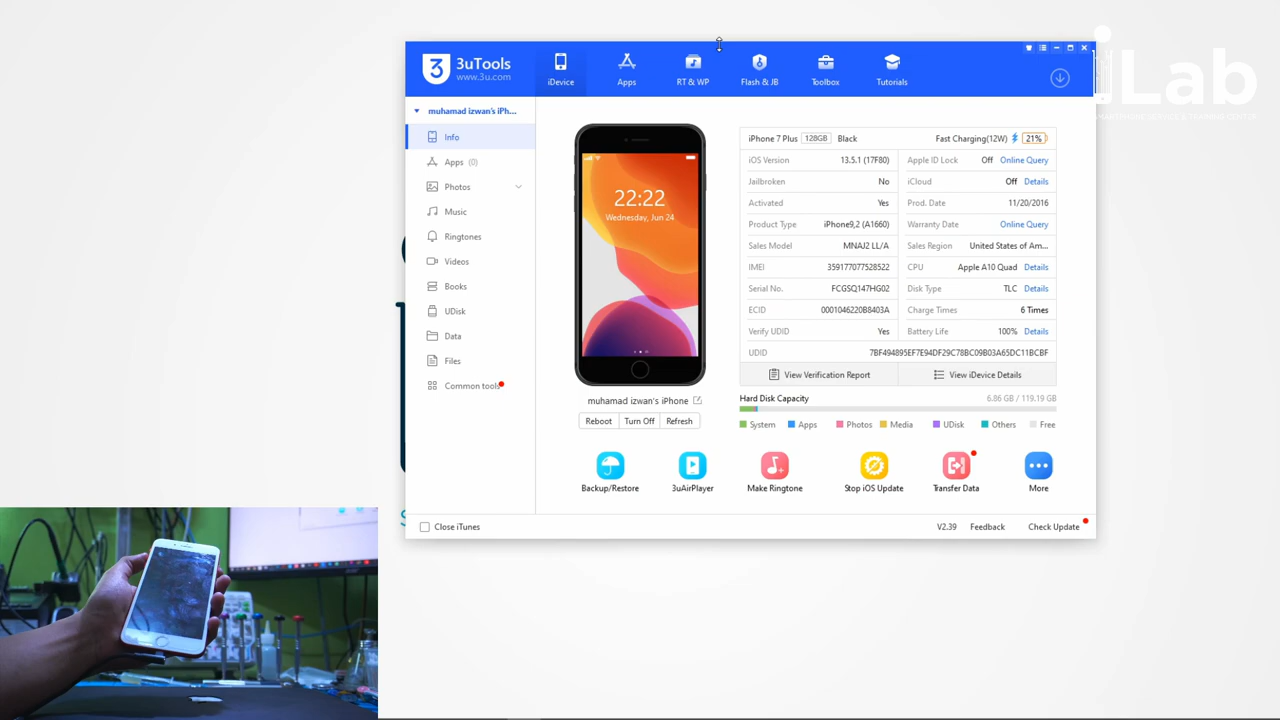 iLab
3
3uTools
www.3u.com
iDevice
Apps
RT & WP
Flash & JB
Toolbox
Tutorials
muhamad izwan's iPh...
Info
Apps (0)
Photos
Music
Ringtones
Videos
Books
UDisk
Data
Files
Common tools
22:22
Wednesday, Jun 24
muhamad izwan's iPhone
Reboot
Turn Off
Refresh
iPhone 7 Plus 128GB Black
Fast Charging(12W) 21%
iOS Version 13.5.1 (17F80)
Apple ID Lock Off Online Query
Jailbroken No
iCloud Off Details
Activated Yes
Prod. Date 11/20/2016
Product Type iPhone9,2 (A1660)
Warranty Date Online Query
Sales Model MNAJ2 LL/A
Sales Region United States of Am...
IMEI 359177077528522
CPU Apple A10 Quad Details
Serial No. FCGSQ147HG02
Disk Type TLC Details
ECID 0001046220B8403A
Charge Times 6 Times
Verify UDID Yes
Battery Life 100% Details
UDID 7BF494895EF7E94DF29C78BC09B03A65DC11BCBF
View Verification Report
View iDevice Details
Hard Disk Capacity 6.86 GB / 119.19 GB
System Apps Photos Media UDisk Others Free
Backup/Restore
3uAirPlayer
Make Ringtone
Stop iOS Update
Transfer Data
More
Close iTunes
V2.39
Feedback
Check Update